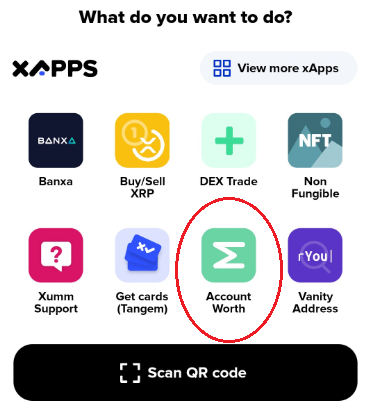 What do you want to do?
XAPPS
View more xApps
BANXA
1
NFT
Banxa
Buy/Sell
XRP
DEX Trade
Non
Fungible
?
rYou|
Xumm
Support
Get cards
(Tangem)
Account
Worth
Vanity
Address
Scan QR code